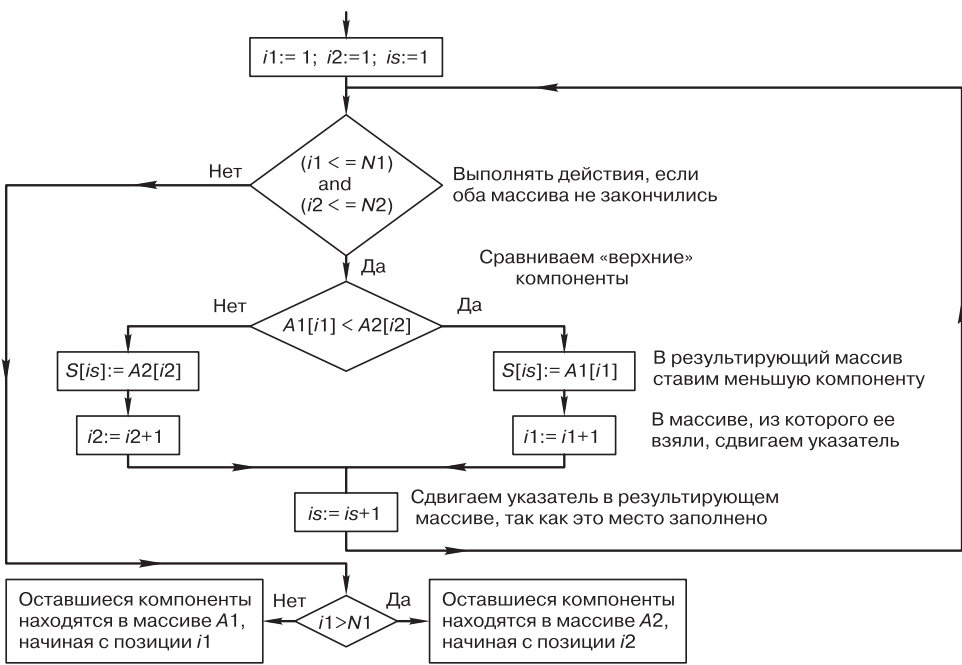 i1:= 1; i2:=1; is:=1
Нет
(i1 < = N1)
and
(i2 < = N2)
Выполнять действия, если
оба массива не закончились
Да
Сравниваем «верхние»
компоненты
Нет
A1[i1] < A2[i2]
Да
S[is]:= A2[i2]
S[is]:= A1[i1]
В результирующий массив
ставим меньшую компоненту
i2:= i2+1
i1:= i1+1
В массиве, из которого ее
взяли, сдвигаем указатель
is:= is+1
Сдвигаем указатель в результирующем
массиве, так как это место заполнено
Оставшиеся компоненты
находятся в массиве A1,
начиная с позиции i1
Нет
i1>N1
Да
Оставшиеся компоненты
находятся в массиве A2,
начиная с позиции i2